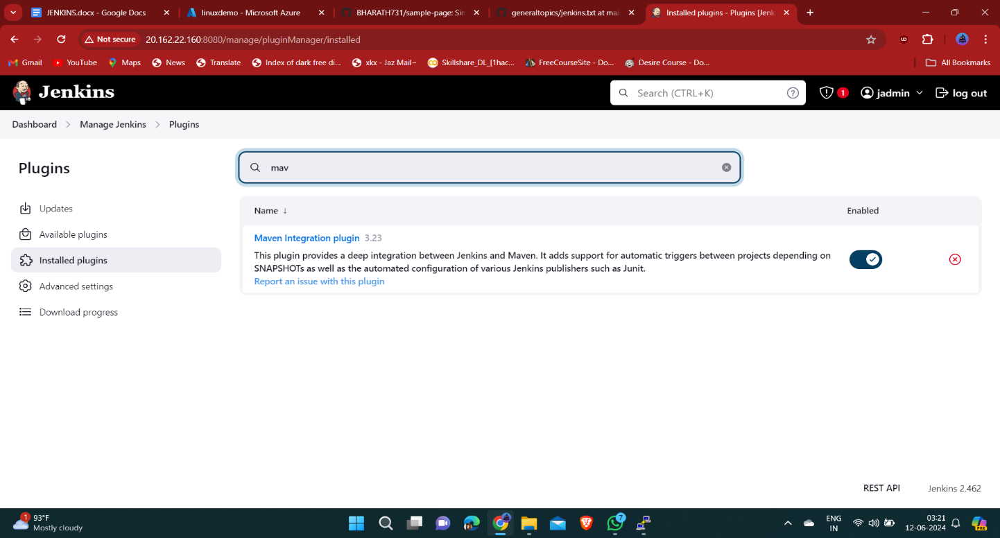 JENKINS.docx - Google Docs
linuxdemo - Microsoft Azure
BHARATH731/sample-page: Sin
generaltopics/jenkins.txt at mai
Installed plugins - Plugins [Jenk
Not secure 20.162.22.160:8080/manage/pluginManager/installed
Gmail YouTube Maps News Translate Index of dark free di... xkx - Jaz Mail~ Skillshare_DL_[1hac... FreeCourseSite - Do... Desire Course - Do... All Bookmarks
Jenkins Search (CTRL+K) ? 1 jadmin log out
Dashboard Manage Jenkins Plugins
Plugins
mav
Updates
Available plugins
Installed plugins
Advanced settings
Download progress
Name ↓ Enabled
Maven Integration plugin 3.23
This plugin provides a deep integration between Jenkins and Maven. It adds support for automatic triggers between projects depending on
SNAPSHOTs as well as the automated configuration of various Jenkins publishers such as Junit.
Report an issue with this plugin
REST API Jenkins 2.462
1 93°F
Mostly cloudy
7
ENG
IN
03:21
12-06-2024
PRE